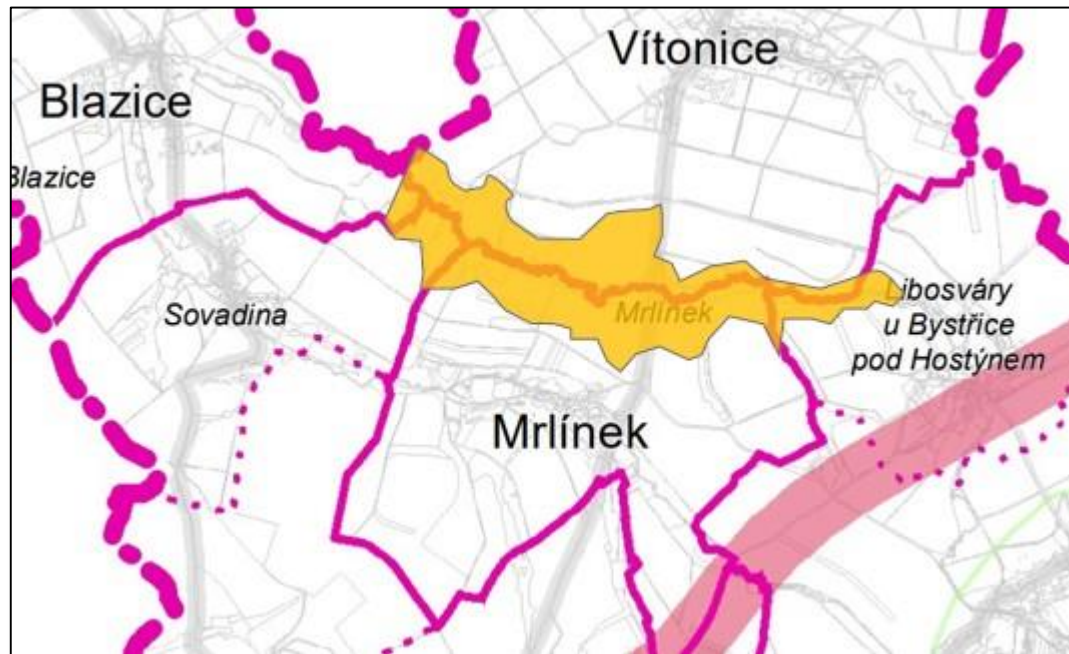 Vítonice
Blazice
Blazice
Sovadina
Mrlínek
Libosváry
u Bystřice
pod Hostýnem
Mrlínek